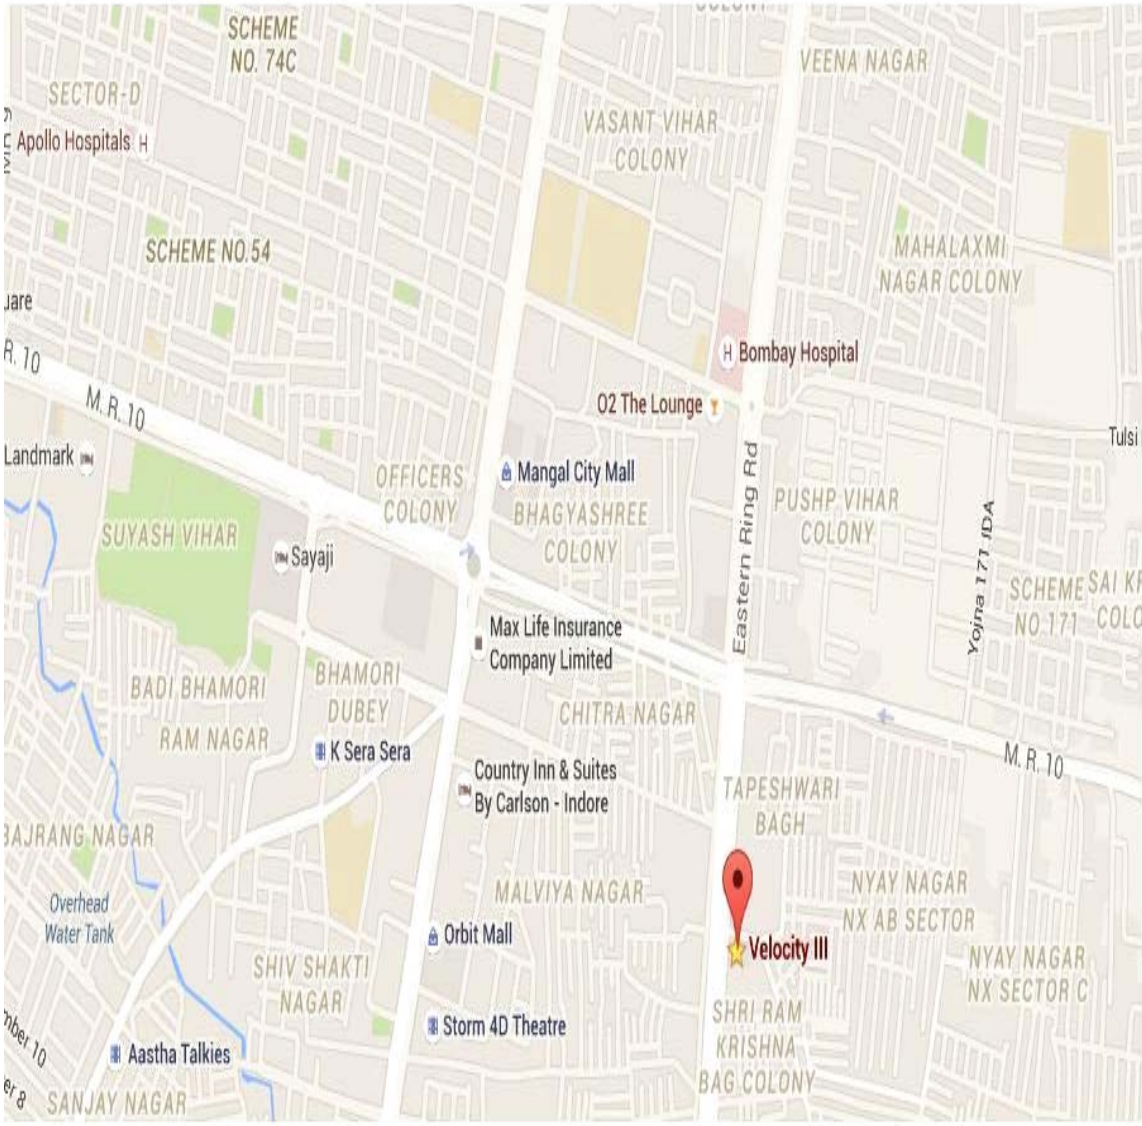 COLONY
SCHEME
NO. 74C
VEENA NAGAR
SECTOR-D
VASANT VIHAR
COLONY
Apollo Hospitals H
SCHEME NO.54
MAHALAXMI
NAGAR COLONY
R. 10
H Bombay Hospital
M. R. 10
O2 The Lounge
Tulsi
Landmark
Mangal City Mall
OFFICERS
COLONY
BHAGYASHREE
COLONY
Eastern Ring Rd
PUSHP VIHAR
COLONY
SUYASH VIHAR
Sayaji
Yojna 171 IDA
SCHEME
NO 171
SAI
Max Life Insurance
Company Limited
BADI BHAMORI
BHAMORI
DUBEY
CHITRA NAGAR
RAM NAGAR
K Sera Sera
M. R. 10
Country Inn & Suites
By Carlson - Indore
TAPESHWARI
BAGH
BAJRANG NAGAR
MALVIYA NAGAR
NYAY NAGAR
NX AB SECTOR
Overhead
Water Tank
Orbit Mall
Velocity III
SHIV SHAKTI
NAGAR
NYAY NAGAR
NX SECTOR C
Storm 4D Theatre
SHRI RAM
KRISHNA
BAG COLONY
Aastha Talkies
SANJAY NAGAR